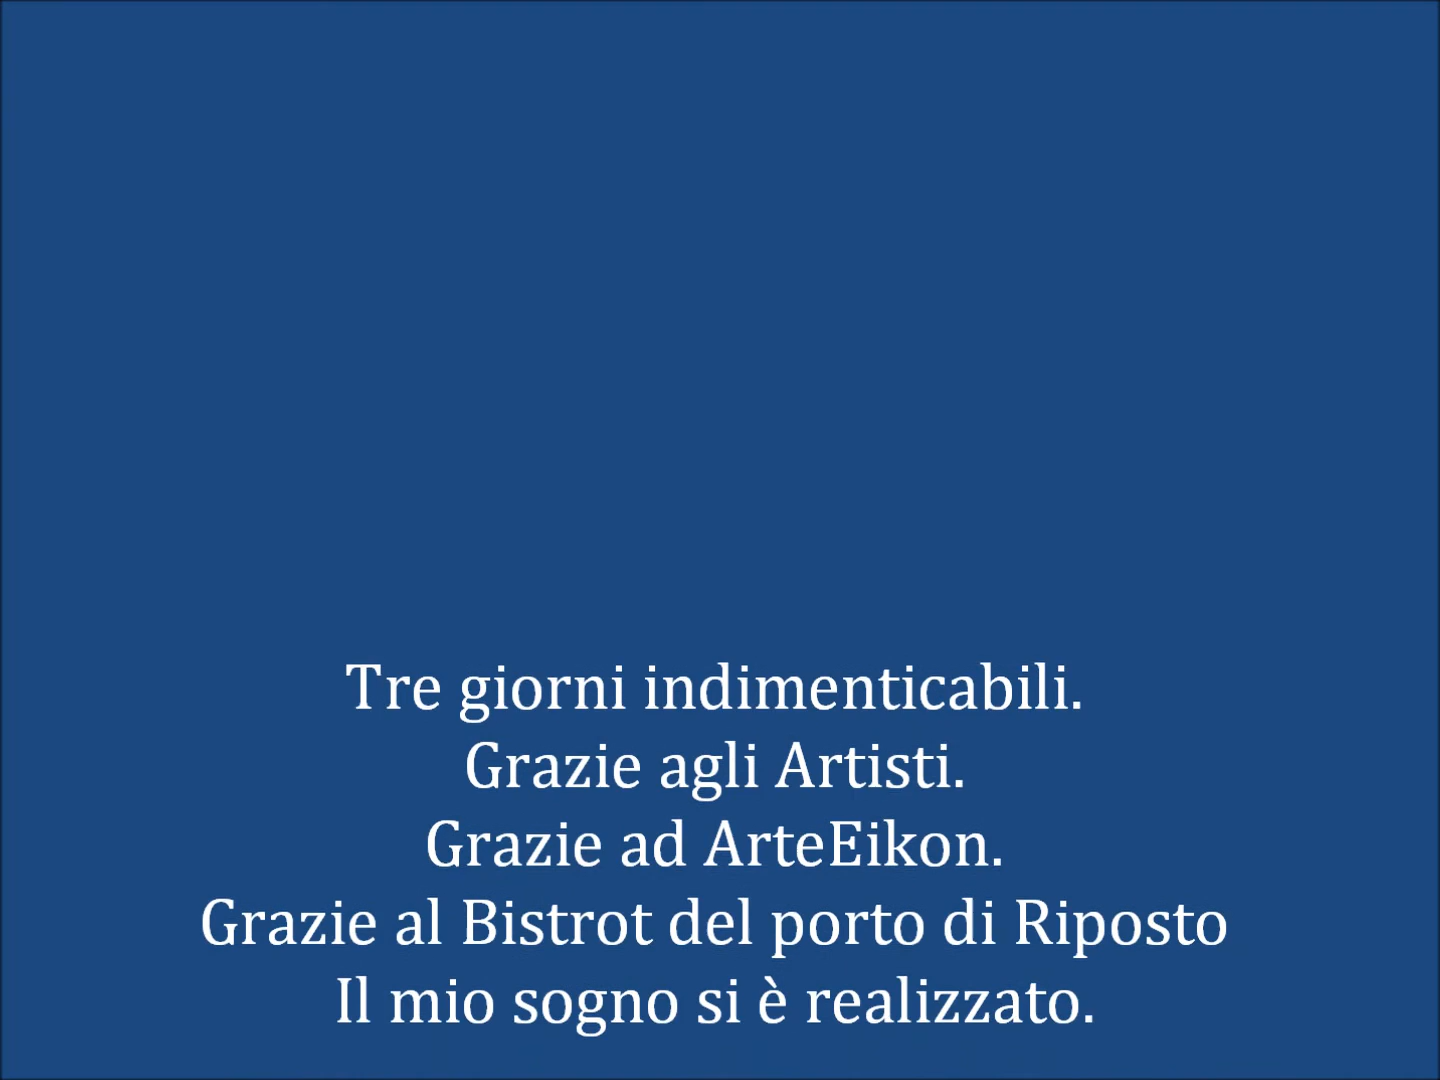 Tre giorni indimenticabili.
Grazie agli Artisti.
Grazie ad ArteEikon.
Grazie al Bistrot del porto di Riposto
Il mio sogno si è realizzato.